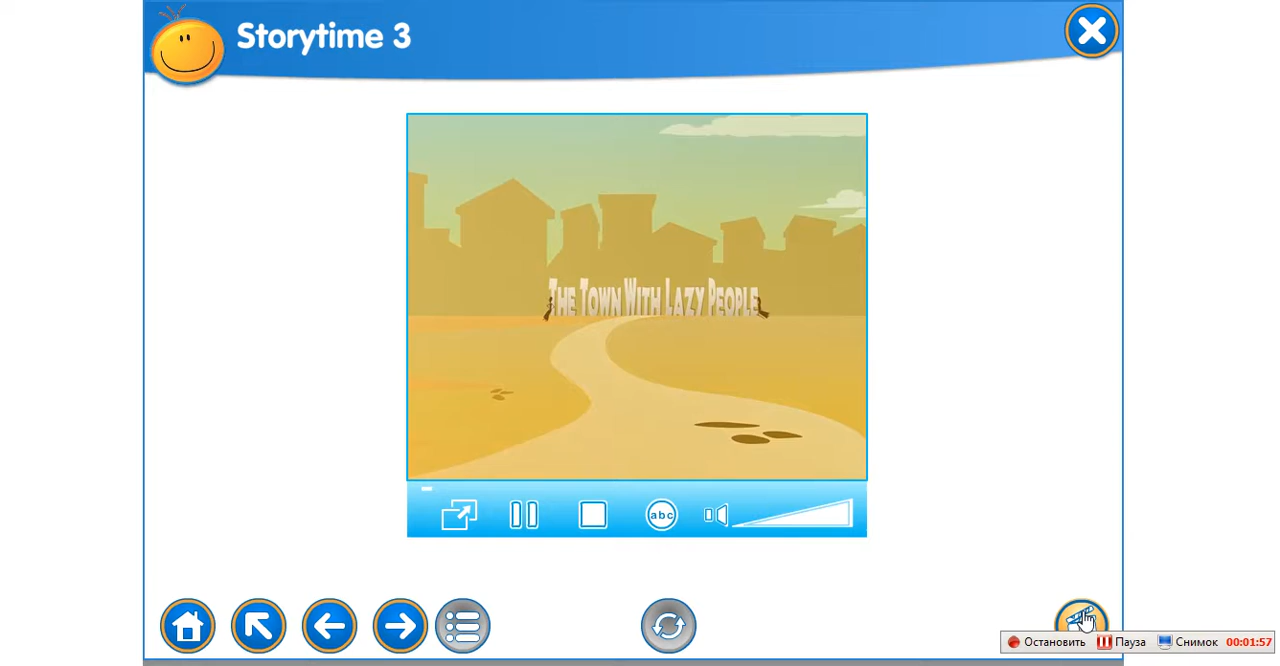 Storytime 3
THE TOWN WITH LAZY PEOPLE
abc
Остановить Пауза Снимок 00:01:57